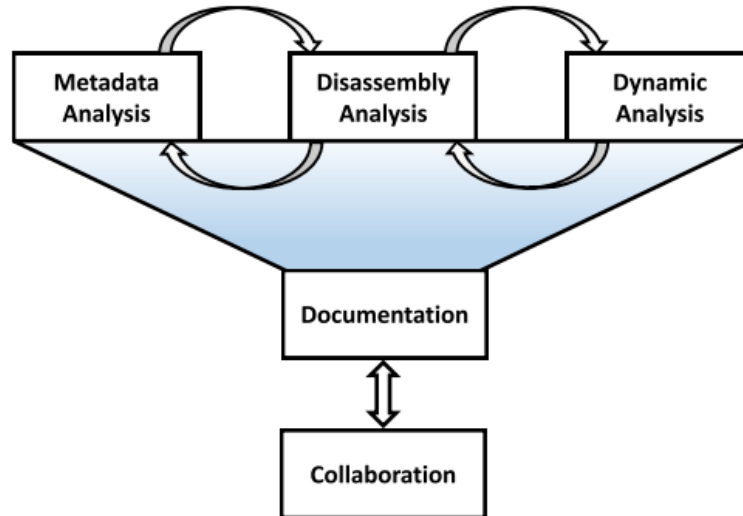 Metadata
Analysis
Disassembly
Analysis
Dynamic
Analysis
Documentation
Collaboration